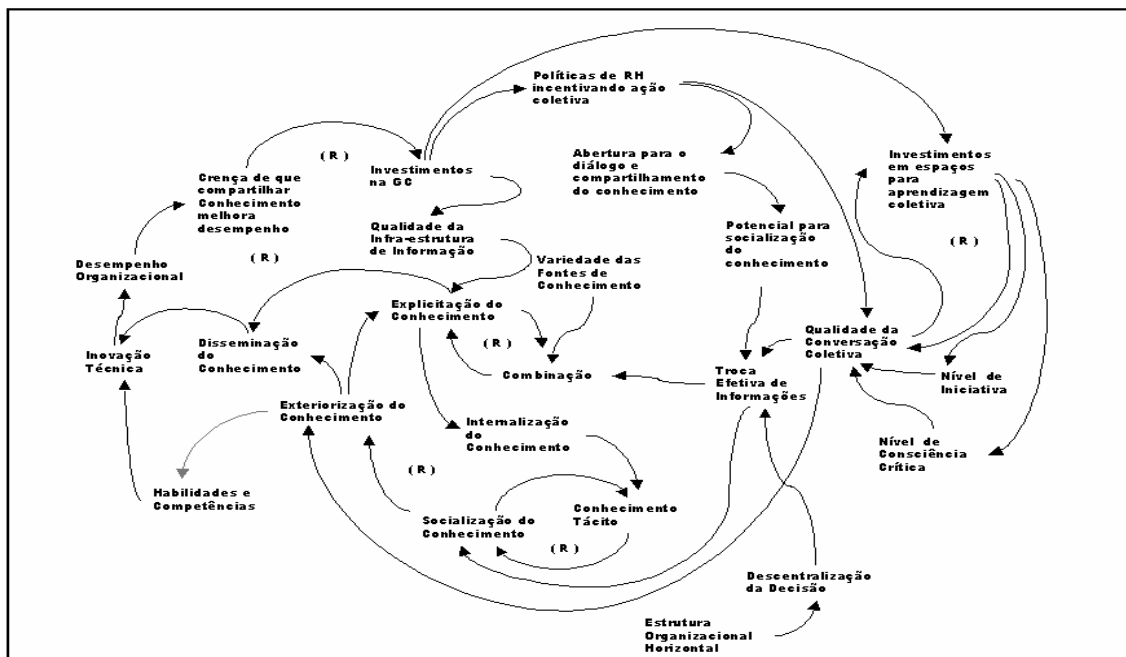 Políticas de RH
incentivando ação
coletiva
( R )
Crença de que
compartilhar
Conhecimento
melhora
desempenho
Investimentos
na GC
Abertura para o
diálogo e
compartilhamento
do conhecimento
Investimentos
em espaços
para
aprendizagem
coletiva
( R )
Qualidade da
Infra-estrutura
de Informação
Potencial para
socialização
do
conhecimento
( R )
Desempenho
Organizacional
Variedade das
Fontes de
Conhecimento
Explicitação do
Conhecimento
( R )
Inovação
Técnica
Disseminação
do
Conhecimento
Combinação
Troca
Efetiva de
Informações
Qualidade da
Conversação
Coletiva
Nível de
Iniciativa
Exteriorização do
Conhecimento
Internalização
do
Conhecimento
Nível de
Consciência
Crítica
( R )
Habilidades e
Competências
Socialização do
Conhecimento
Conhecimento
Tácito
( R )
Descentralização
da Decisão
Estrutura
Organizacional
Horizontal